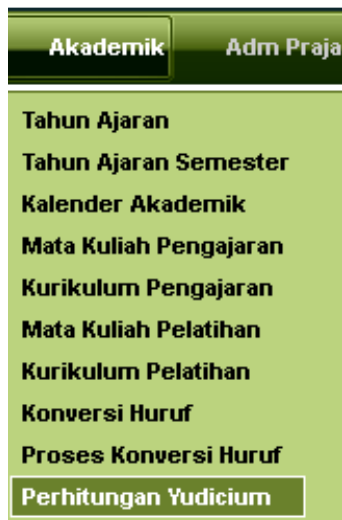 Akademik Adm Praja
Tahun Ajaran
Tahun Ajaran Semester
Kalender Akademik
Mata Kuliah Pengajaran
Kurikulum Pengajaran
Mata Kuliah Pelatihan
Kurikulum Pelatihan
Konversi Huruf
Proses Konversi Huruf
Perhitungan Yudicium